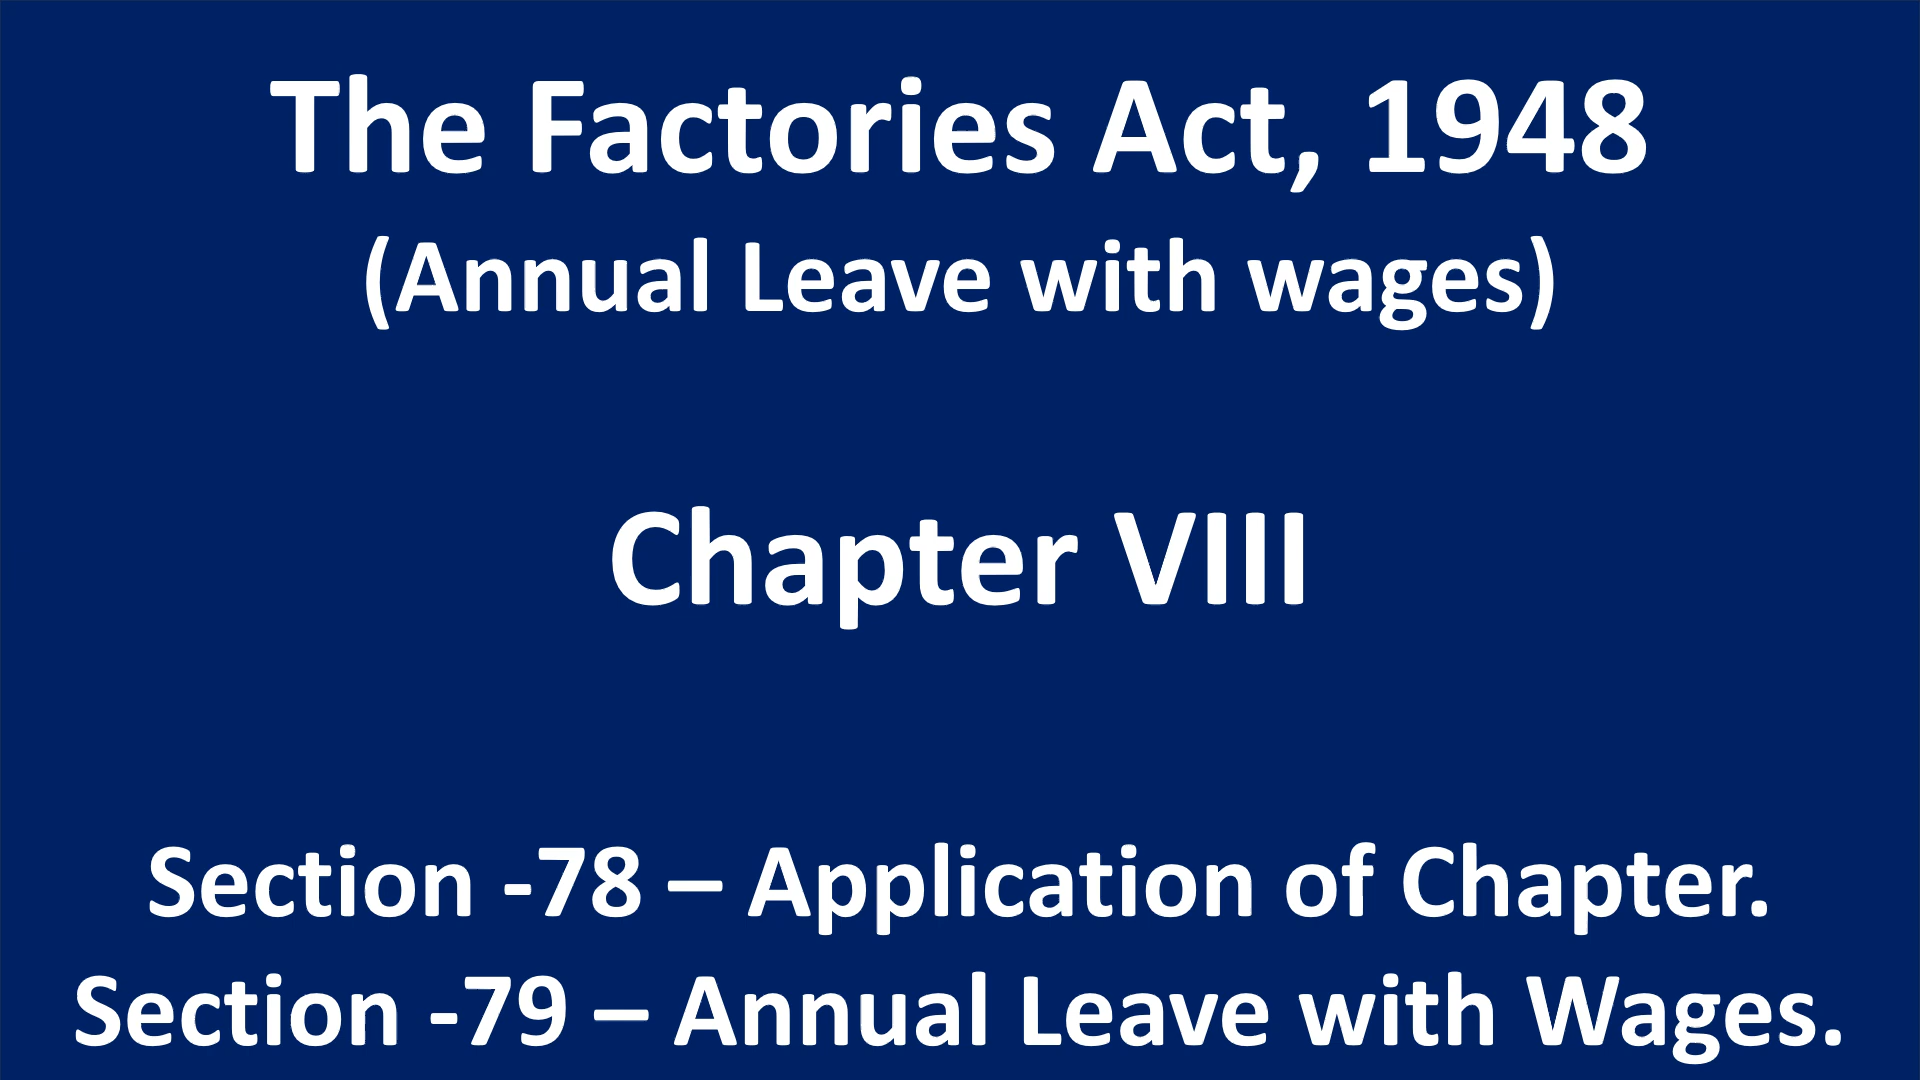 The Factories Act, 1948
(Annual Leave with wages)
Chapter VIII
Section -78 – Application of Chapter.
Section -79 – Annual Leave with Wages.